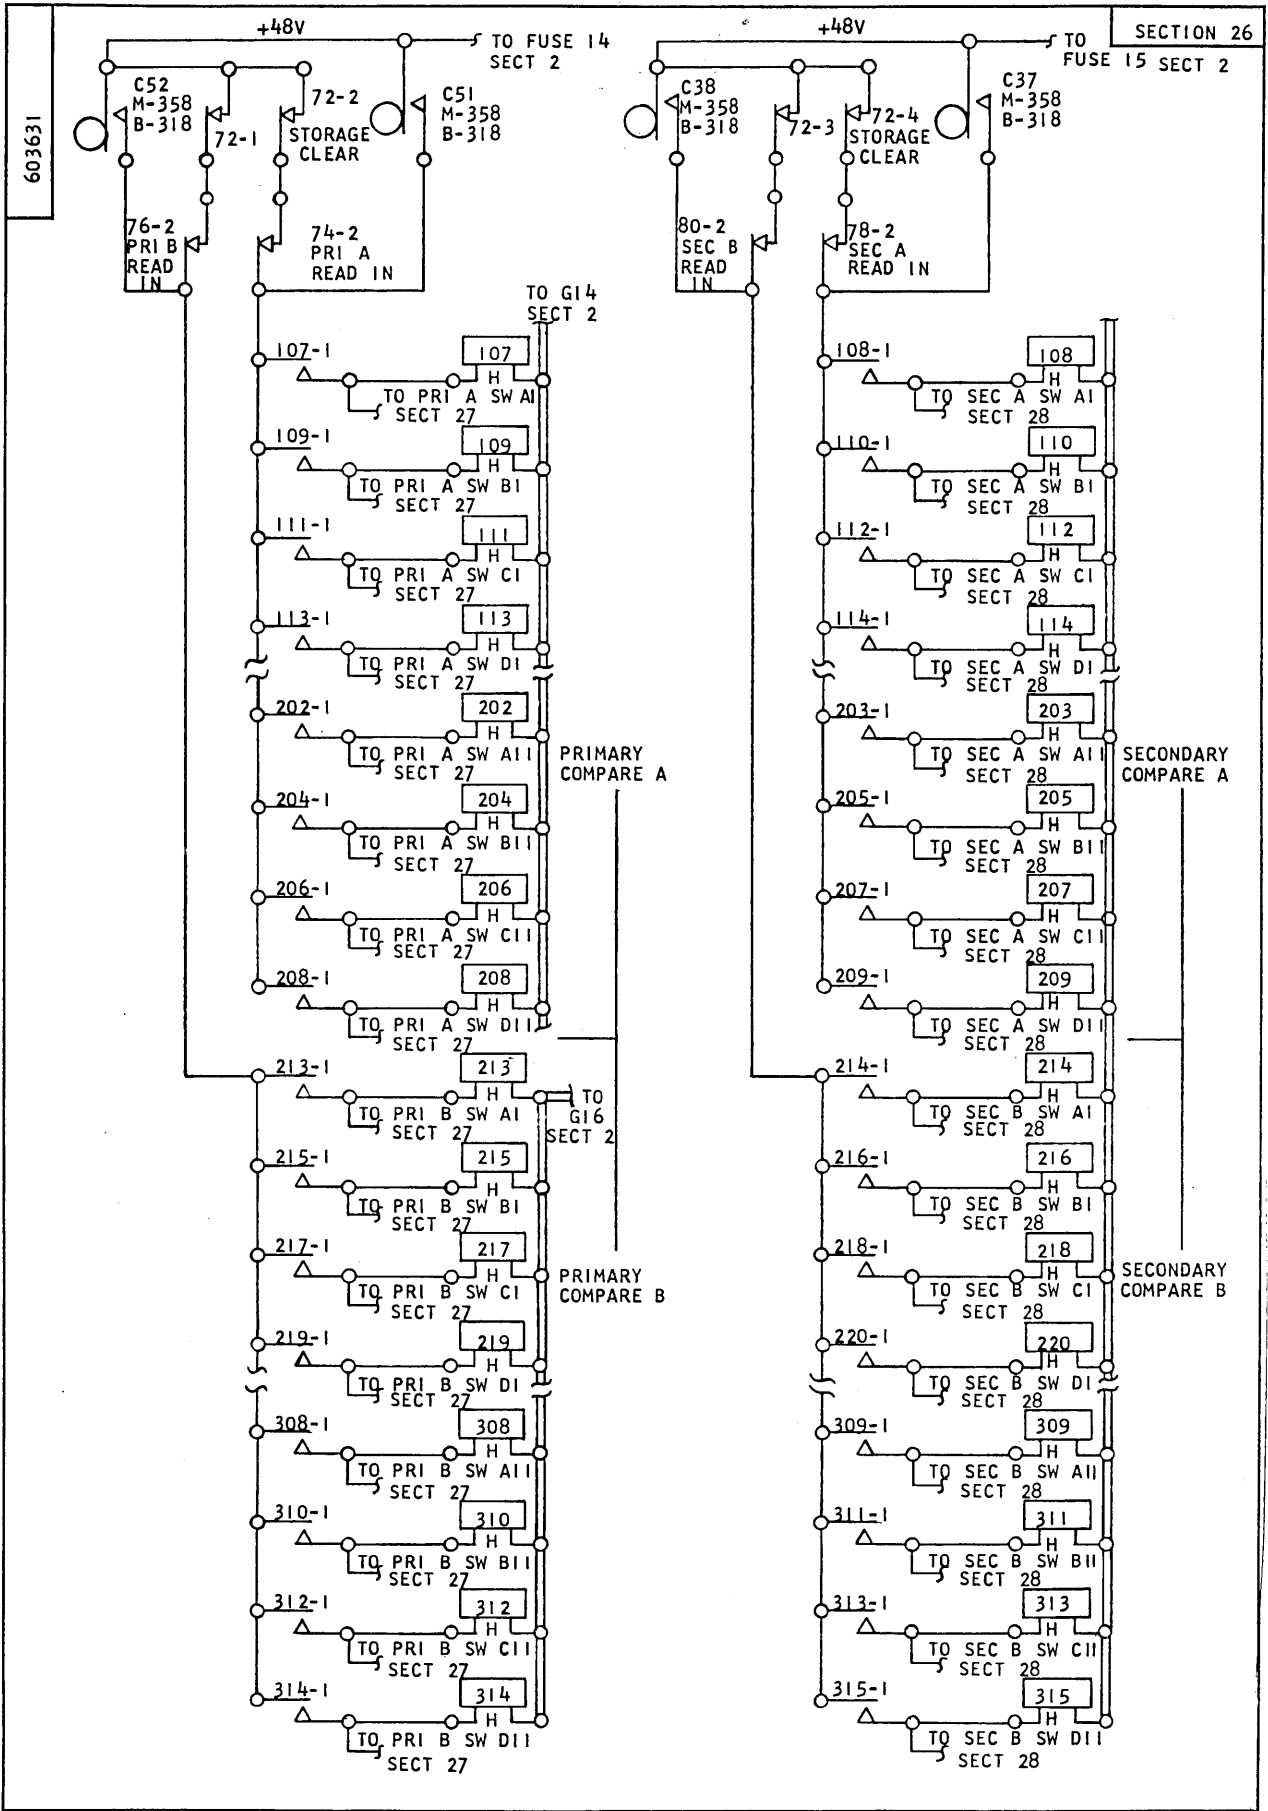 603631
SECTION 26
+48V
TO FUSE 14
SECT 2
C52
M-358
B-318
72-1
72-2
STORAGE
CLEAR
C51
M-358
B-318
76-2
PRI B
READ
IN
74-2
PRI A
READ IN
TO G14
SECT 2
107-1
107
H
TO PRI A SW A1
SECT 27
109-1
109
H
TO PRI A SW B1
SECT 27
111-1
111
H
TO PRI A SW C1
SECT 27
113-1
113
H
TO PRI A SW D1
SECT 27
202-1
202
H
TO PRI A SW A11
SECT 27
204-1
204
H
TO PRI A SW B11
SECT 27
206-1
206
H
TO PRI A SW C11
SECT 27
208-1
208
H
TO PRI A SW D11
SECT 27
PRIMARY
COMPARE A
213-1
213
H
TO PRI B SW A1
SECT 27
TO
G16
SECT 2
215-1
215
H
TO PRI B SW B1
SECT 27
217-1
217
H
TO PRI B SW C1
SECT 27
219-1
219
H
TO PRI B SW D1
SECT 27
308-1
308
H
TO PRI B SW A11
SECT 27
310-1
310
H
TO PRI B SW B11
SECT 27
312-1
312
H
TO PRI B SW C11
SECT 27
314-1
314
H
TO PRI B SW D11
SECT 27
PRIMARY
COMPARE B
+48V
TO
FUSE 15 SECT 2
C38
M-358
B-318
72-3
72-4
STORAGE
CLEAR
C37
M-358
B-318
80-2
SEC B
READ
IN
78-2
SEC A
READ IN
108-1
108
H
TO SEC A SW A1
SECT 28
110-1
110
H
TO SEC A SW B1
SECT 28
112-1
112
H
TO SEC A SW C1
SECT 28
114-1
114
H
TO SEC A SW D1
SECT 28
203-1
203
H
TO SEC A SW A11
SECT 28
205-1
205
H
TO SEC A SW B11
SECT 28
207-1
207
H
TO SEC A SW C11
SECT 28
209-1
209
H
TO SEC A SW D11
SECT 28
SECONDARY
COMPARE A
214-1
214
H
TO SEC B SW A1
SECT 28
216-1
216
H
TO SEC B SW B1
SECT 28
218-1
218
H
TO SEC B SW C1
SECT 28
220-1
220
H
TO SEC B SW D1
SECT 28
309-1
309
H
TO SEC B SW A11
SECT 28
311-1
311
H
TO SEC B SW B11
SECT 28
313-1
313
H
TO SEC B SW C11
SECT 28
315-1
315
H
TO SEC B SW D11
SECT 28
SECONDARY
COMPARE B